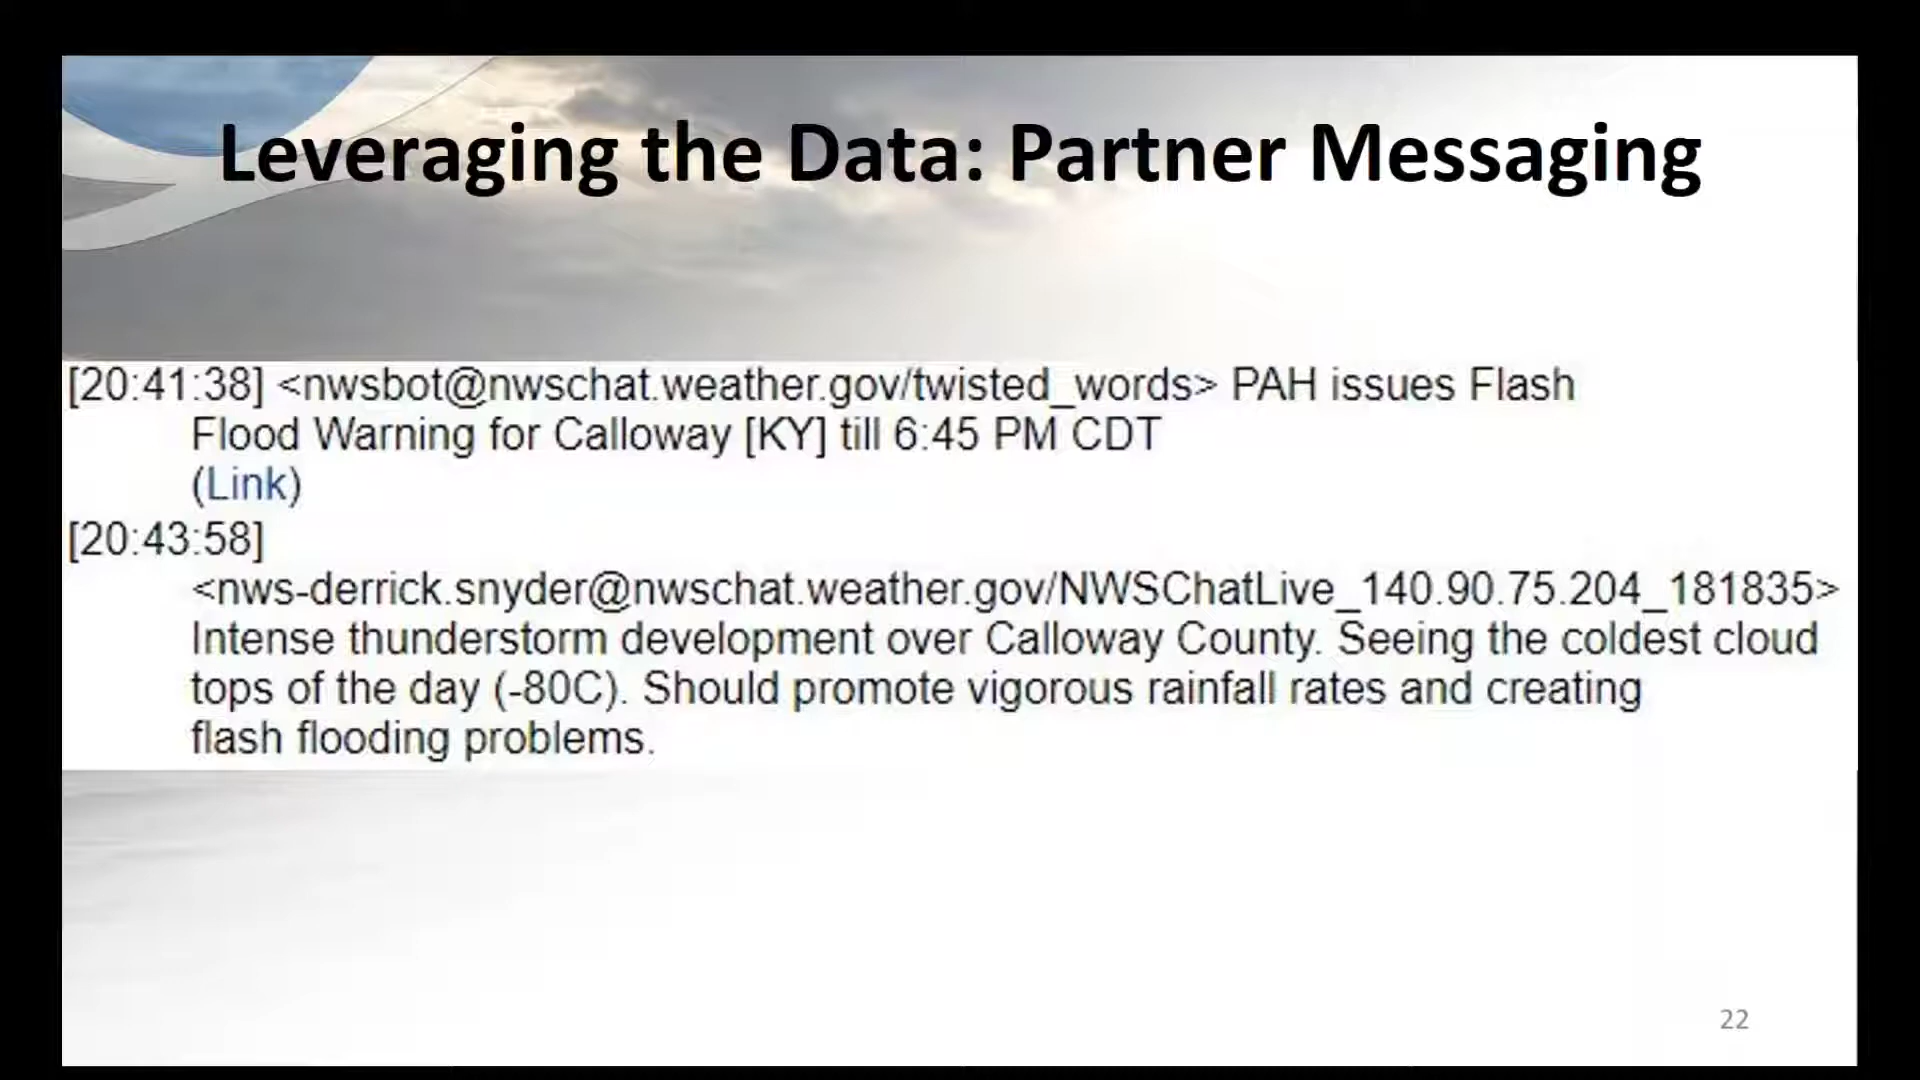 Leveraging the Data: Partner Messaging
[20:41:38] <nwsbot@nwschat.weather.gov/twisted_words> PAH issues Flash
Flood Warning for Calloway [KY] till 6:45 PM CDT
(Link)
[20:43:58]
<nws-derrick.snyder@nwschat.weather.gov/NWSChatLive_140.90.75.204_181835>
Intense thunderstorm development over Calloway County. Seeing the coldest cloud
tops of the day (-80C). Should promote vigorous rainfall rates and creating
flash flooding problems.
22